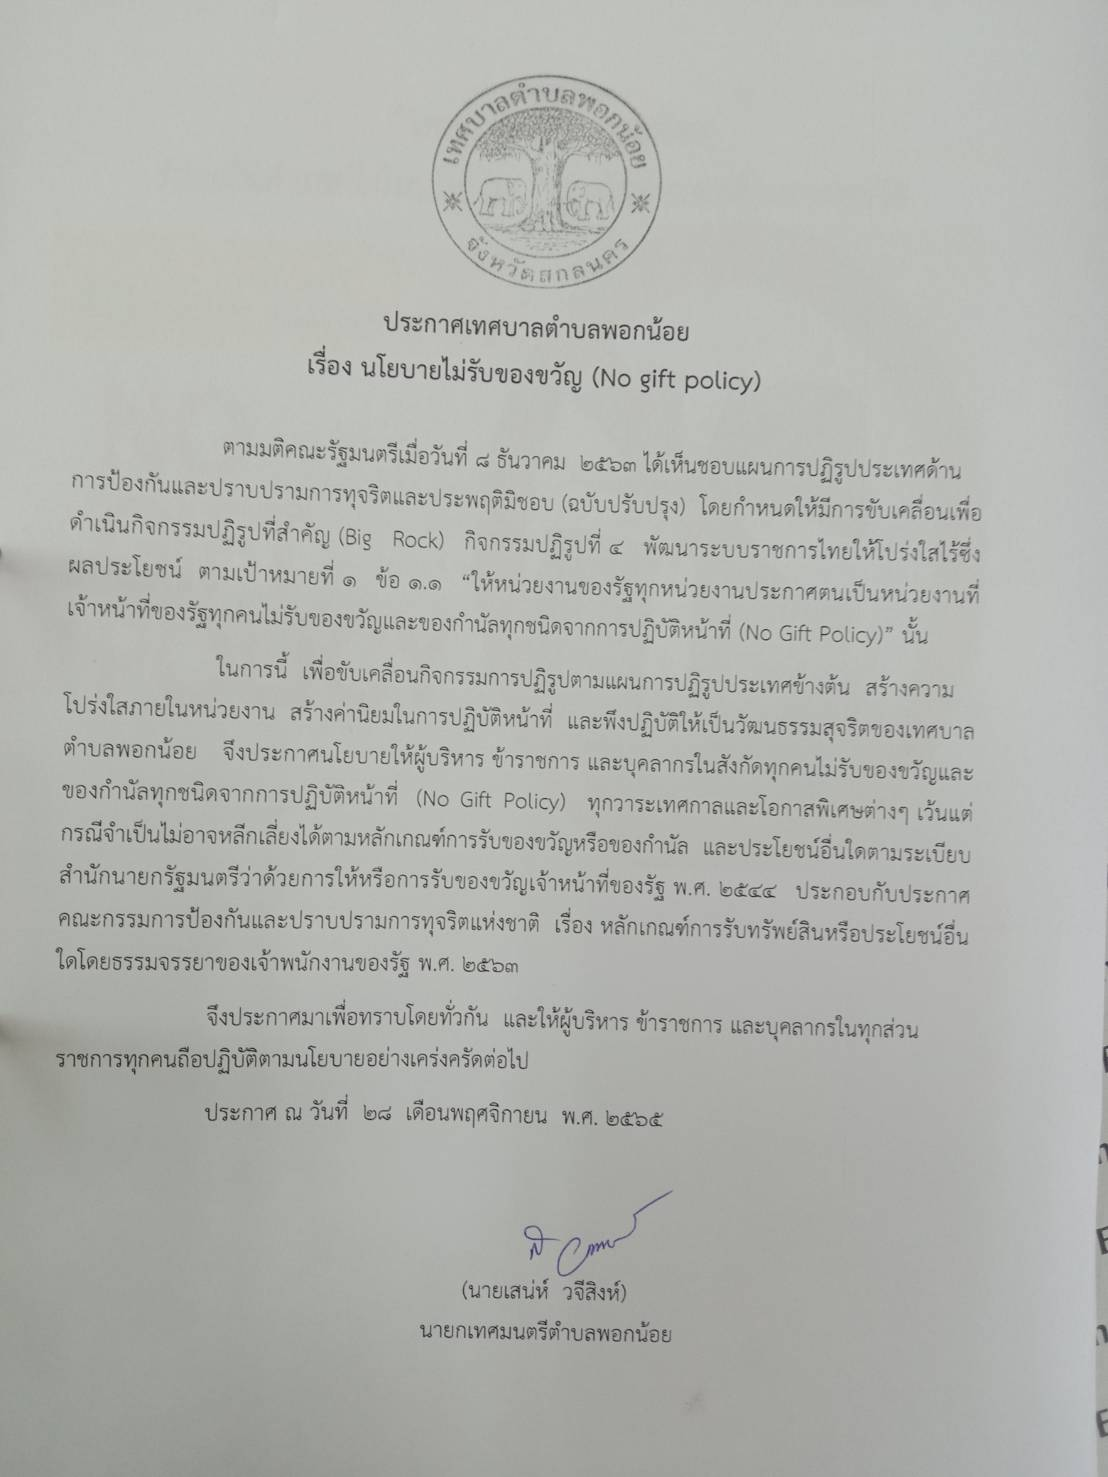 เทศบาลตำบลพอกน้อย
จังหวัดสกลนคร
ประกาศเทศบาลตำบลพอกน้อย
เรื่อง นโยบายไม่รับของขวัญ (No gift policy)
ตามมติคณะรัฐมนตรีเมื่อวันที่ ๘ ธันวาคม ๒๕๖๓ ได้เห็นชอบแผนการปฏิรูปประเทศด้าน
การป้องกันและปราบปรามการทุจริตและประพฤติมิชอบ (ฉบับปรับปรุง) โดยกำหนดให้มีการขับเคลื่อนเพื่อ
ดำเนินกิจกรรมปฏิรูปที่สำคัญ (Big Rock) กิจกรรมปฏิรูปที่ ๔ พัฒนาระบบราชการไทยให้โปร่งใสไร้ซึ่ง
ผลประโยชน์ ตามเป้าหมายที่ ๑ ข้อ ๑.๑ “ให้หน่วยงานของรัฐทุกหน่วยงานประกาศตนเป็นหน่วยงานที่
เจ้าหน้าที่ของรัฐทุกคนไม่รับของขวัญและของกำนัลทุกชนิดจากการปฏิบัติหน้าที่ (No Gift Policy)” นั้น
ในการนี้ เพื่อขับเคลื่อนกิจกรรมการปฏิรูปตามแผนการปฏิรูปประเทศข้างต้น สร้างความ
โปร่งใสภายในหน่วยงาน สร้างค่านิยมในการปฏิบัติหน้าที่ และพึงปฏิบัติให้เป็นวัฒนธรรมสุจริตของเทศบาล
ตำบลพอกน้อย จึงประกาศนโยบายให้ผู้บริหาร ข้าราชการ และบุคลากรในสังกัดทุกคนไม่รับของขวัญและ
ของกำนัลทุกชนิดจากการปฏิบัติหน้าที่ (No Gift Policy) ทุกวาระเทศกาลและโอกาสพิเศษต่างๆ เว้นแต่
กรณีจำเป็นไม่อาจหลีกเลี่ยงได้ตามหลักเกณฑ์การรับของขวัญหรือของกำนัล และประโยชน์อื่นใดตามระเบียบ
สำนักนายกรัฐมนตรีว่าด้วยการให้หรือการรับของขวัญเจ้าหน้าที่ของรัฐ พ.ศ. ๒๕๔๔ ประกอบกับประกาศ
คณะกรรมการป้องกันและปราบปรามการทุจริตแห่งชาติ เรื่อง หลักเกณฑ์การรับทรัพย์สินหรือประโยชน์อื่น
ใดโดยธรรมจรรยาของเจ้าพนักงานของรัฐ พ.ศ. ๒๕๖๓
จึงประกาศมาเพื่อทราบโดยทั่วกัน และให้ผู้บริหาร ข้าราชการ และบุคลากรในทุกส่วน
ราชการทุกคนถือปฏิบัติตามนโยบายอย่างเคร่งครัดต่อไป
ประกาศ ณ วันที่ ๒๘ เดือนพฤศจิกายน พ.ศ. ๒๕๖๕
(นายเสน่ห์ วจีสิงห์)
นายกเทศมนตรีตำบลพอกน้อย